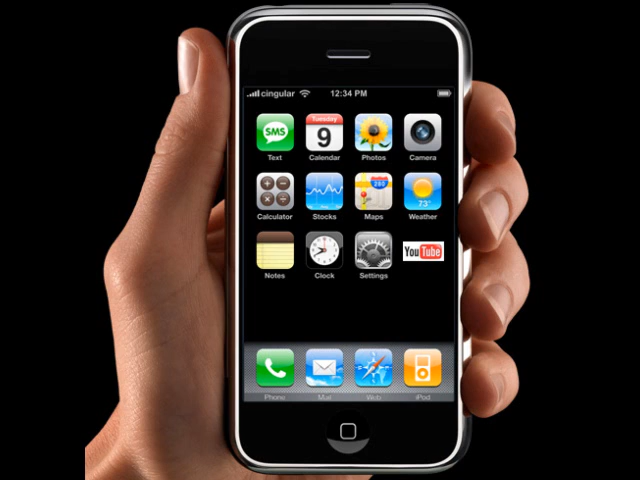 cingular 12:34 PM
SMS Tuesday
9
Text Calendar Photos Camera
280
73°
Calculator Stocks Maps Weather
YouTube
Notes Clock Settings
Phone Mail Web iPod